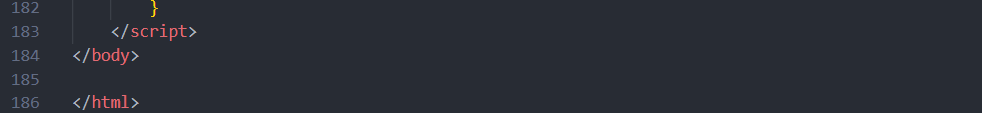 182 }
183 </script>
184 </body>
185
186 </html>